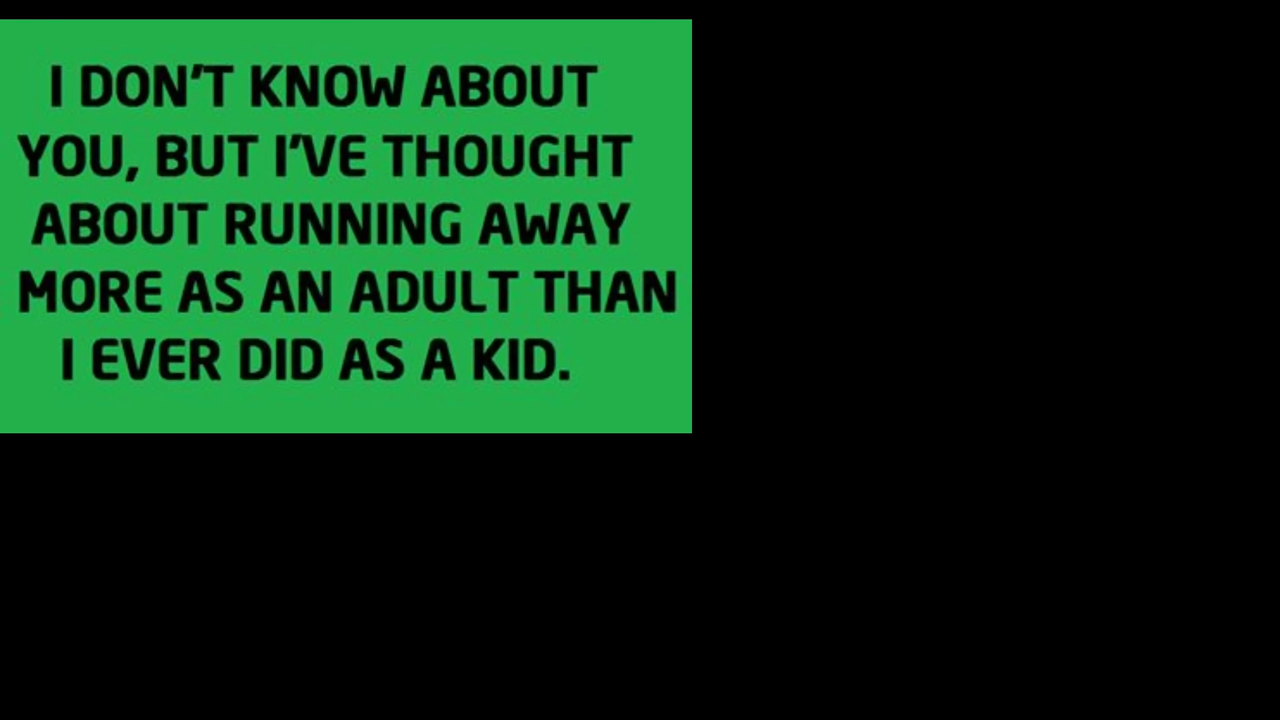 I DON'T KNOW ABOUT
YOU, BUT I'VE THOUGHT
ABOUT RUNNING AWAY
MORE AS AN ADULT THAN
I EVER DID AS A KID.